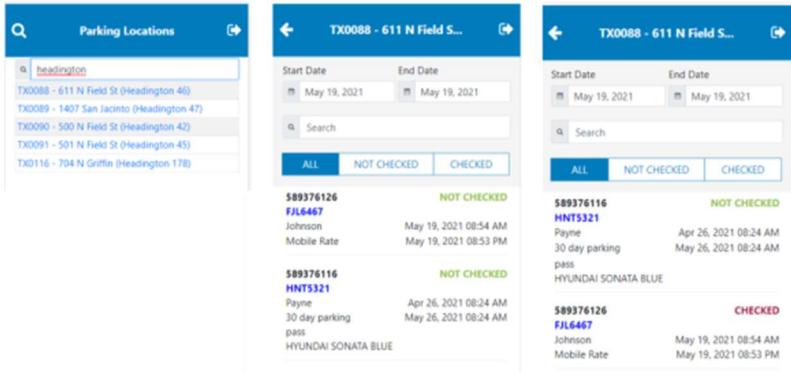 Parking Locations
headington
TX0088 - 611 N Field St (Headington 46)
TX0089 - 1407 San Jacinto (Headington 47)
TX0090 - 500 N Field St (Headington 42)
TX0091 - 501 N Field St (Headington 45)
TX0116 - 704 N Griffin (Headington 178)
TX0088 - 611 N Field S...
Start Date End Date
May 19, 2021 May 19, 2021
Search
ALL NOT CHECKED CHECKED
589376126 NOT CHECKED
FJL6467
Johnson May 19, 2021 08:54 AM
Mobile Rate May 19, 2021 08:53 PM
589376116 NOT CHECKED
HNT5321
Payne Apr 26, 2021 08:24 AM
30 day parking May 26, 2021 08:24 AM
pass
HYUNDAI SONATA BLUE
TX0088 - 611 N Field S...
Start Date End Date
May 19, 2021 May 19, 2021
Search
ALL NOT CHECKED CHECKED
589376116 NOT CHECKED
HNT5321
Payne Apr 26, 2021 08:24 AM
30 day parking May 26, 2021 08:24 AM
pass
HYUNDAI SONATA BLUE
589376126 CHECKED
FJL6467
Johnson May 19, 2021 08:54 AM
Mobile Rate May 19, 2021 08:53 PM